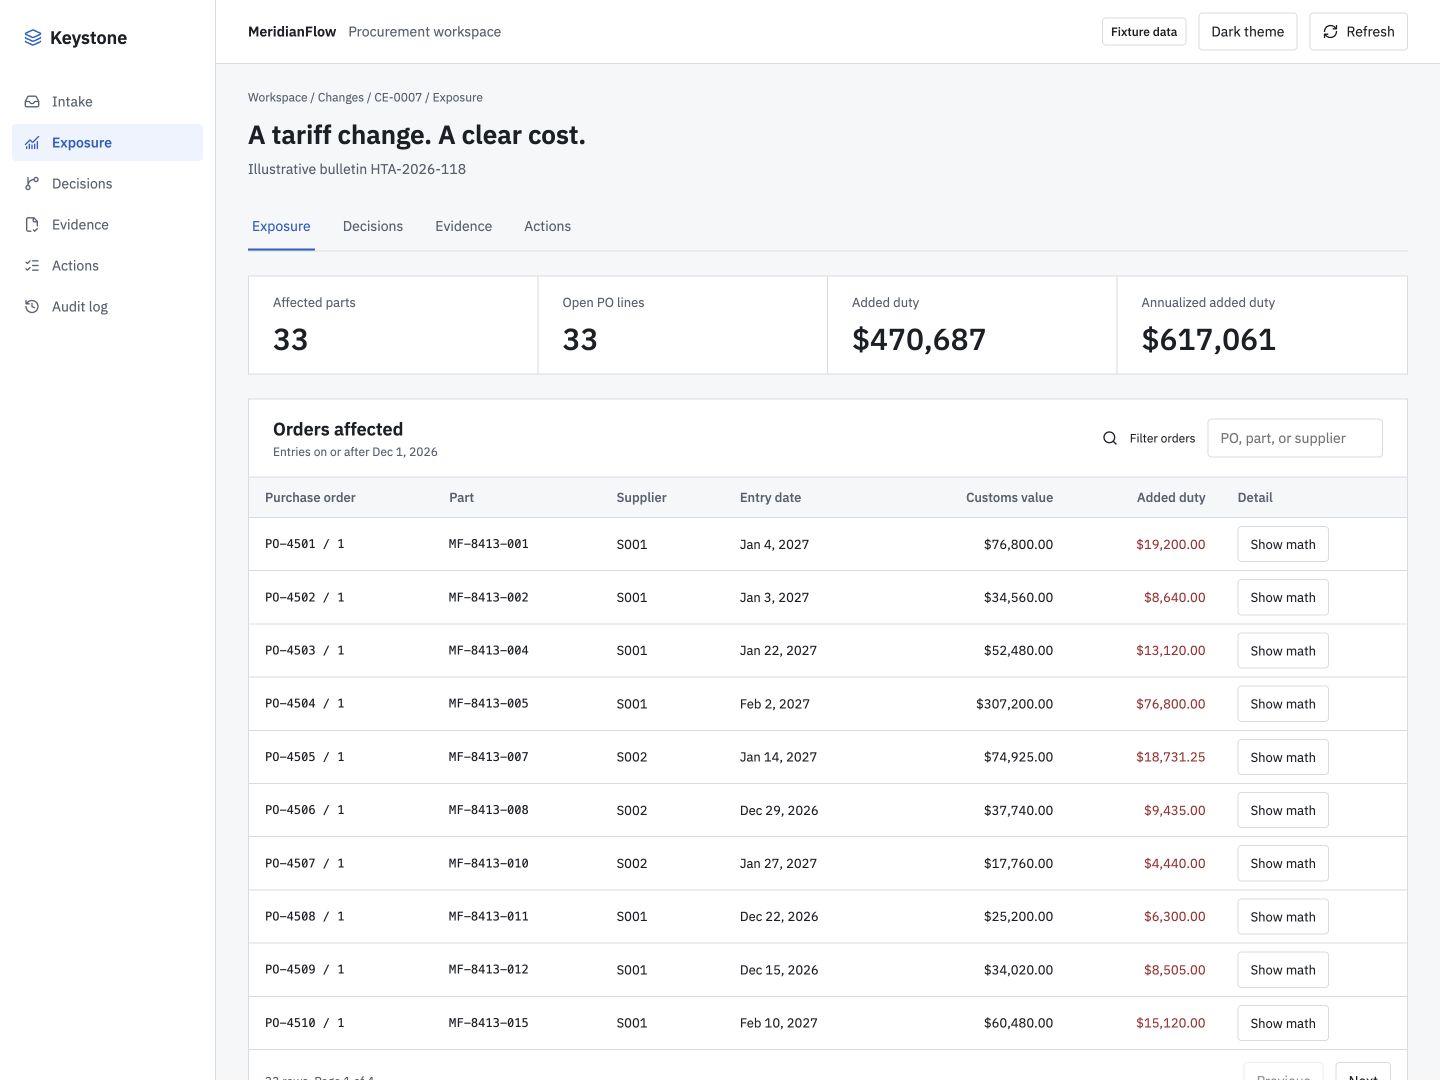 Keystone
Intake
Exposure
Decisions
Evidence
Actions
Audit log
MeridianFlow Procurement workspace
Fixture data
Dark theme
Refresh
Workspace / Changes / CE-0007 / Exposure
A tariff change. A clear cost.
Illustrative bulletin HTA-2026-118
Exposure Decisions Evidence Actions
Affected parts Open PO lines Added duty Annualized added duty
33 33 $470,687 $617,061
Orders affected
Entries on or after Dec 1, 2026
Filter orders PO, part, or supplier
Purchase order Part Supplier Entry date Customs value Added duty Detail
PO-4501 / 1 MF-8413-001 S001 Jan 4, 2027 $76,800.00 $19,200.00 Show math
PO-4502 / 1 MF-8413-002 S001 Jan 3, 2027 $34,560.00 $8,640.00 Show math
PO-4503 / 1 MF-8413-004 S001 Jan 22, 2027 $52,480.00 $13,120.00 Show math
PO-4504 / 1 MF-8413-005 S001 Feb 2, 2027 $307,200.00 $76,800.00 Show math
PO-4505 / 1 MF-8413-007 S002 Jan 14, 2027 $74,925.00 $18,731.25 Show math
PO-4506 / 1 MF-8413-008 S002 Dec 29, 2026 $37,740.00 $9,435.00 Show math
PO-4507 / 1 MF-8413-010 S002 Jan 27, 2027 $17,760.00 $4,440.00 Show math
PO-4508 / 1 MF-8413-011 S001 Dec 22, 2026 $25,200.00 $6,300.00 Show math
PO-4509 / 1 MF-8413-012 S001 Dec 15, 2026 $34,020.00 $8,505.00 Show math
PO-4510 / 1 MF-8413-015 S001 Feb 10, 2027 $60,480.00 $15,120.00 Show math
Previous Next